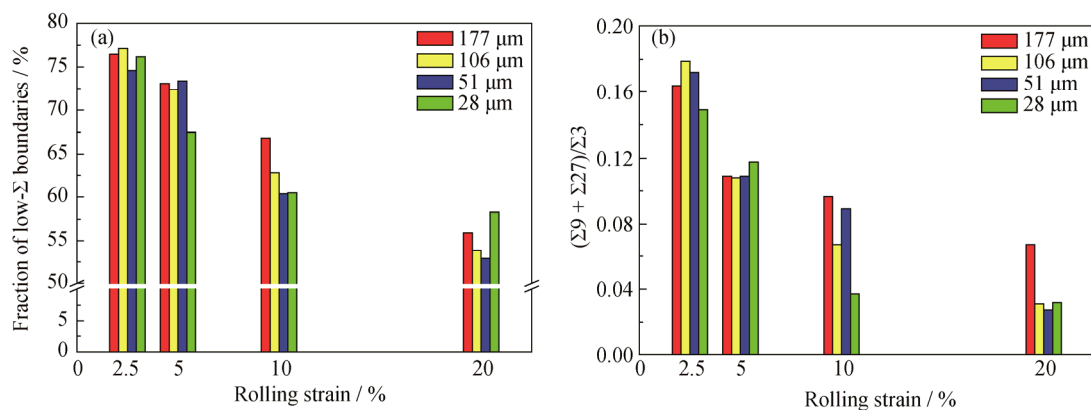 (a)
177 μm
106 μm
51 μm
28 μm
Fraction of low-Σ boundaries / %
80
75
70
65
60
55
50
5
0
0 2.5 5 10 20
Rolling strain / %
(b)
177 μm
106 μm
51 μm
28 μm
(Σ9 + Σ27)/Σ3
0.16
0.12
0.08
0.04
0.00
0 2.5 5 10 20
Rolling strain / %